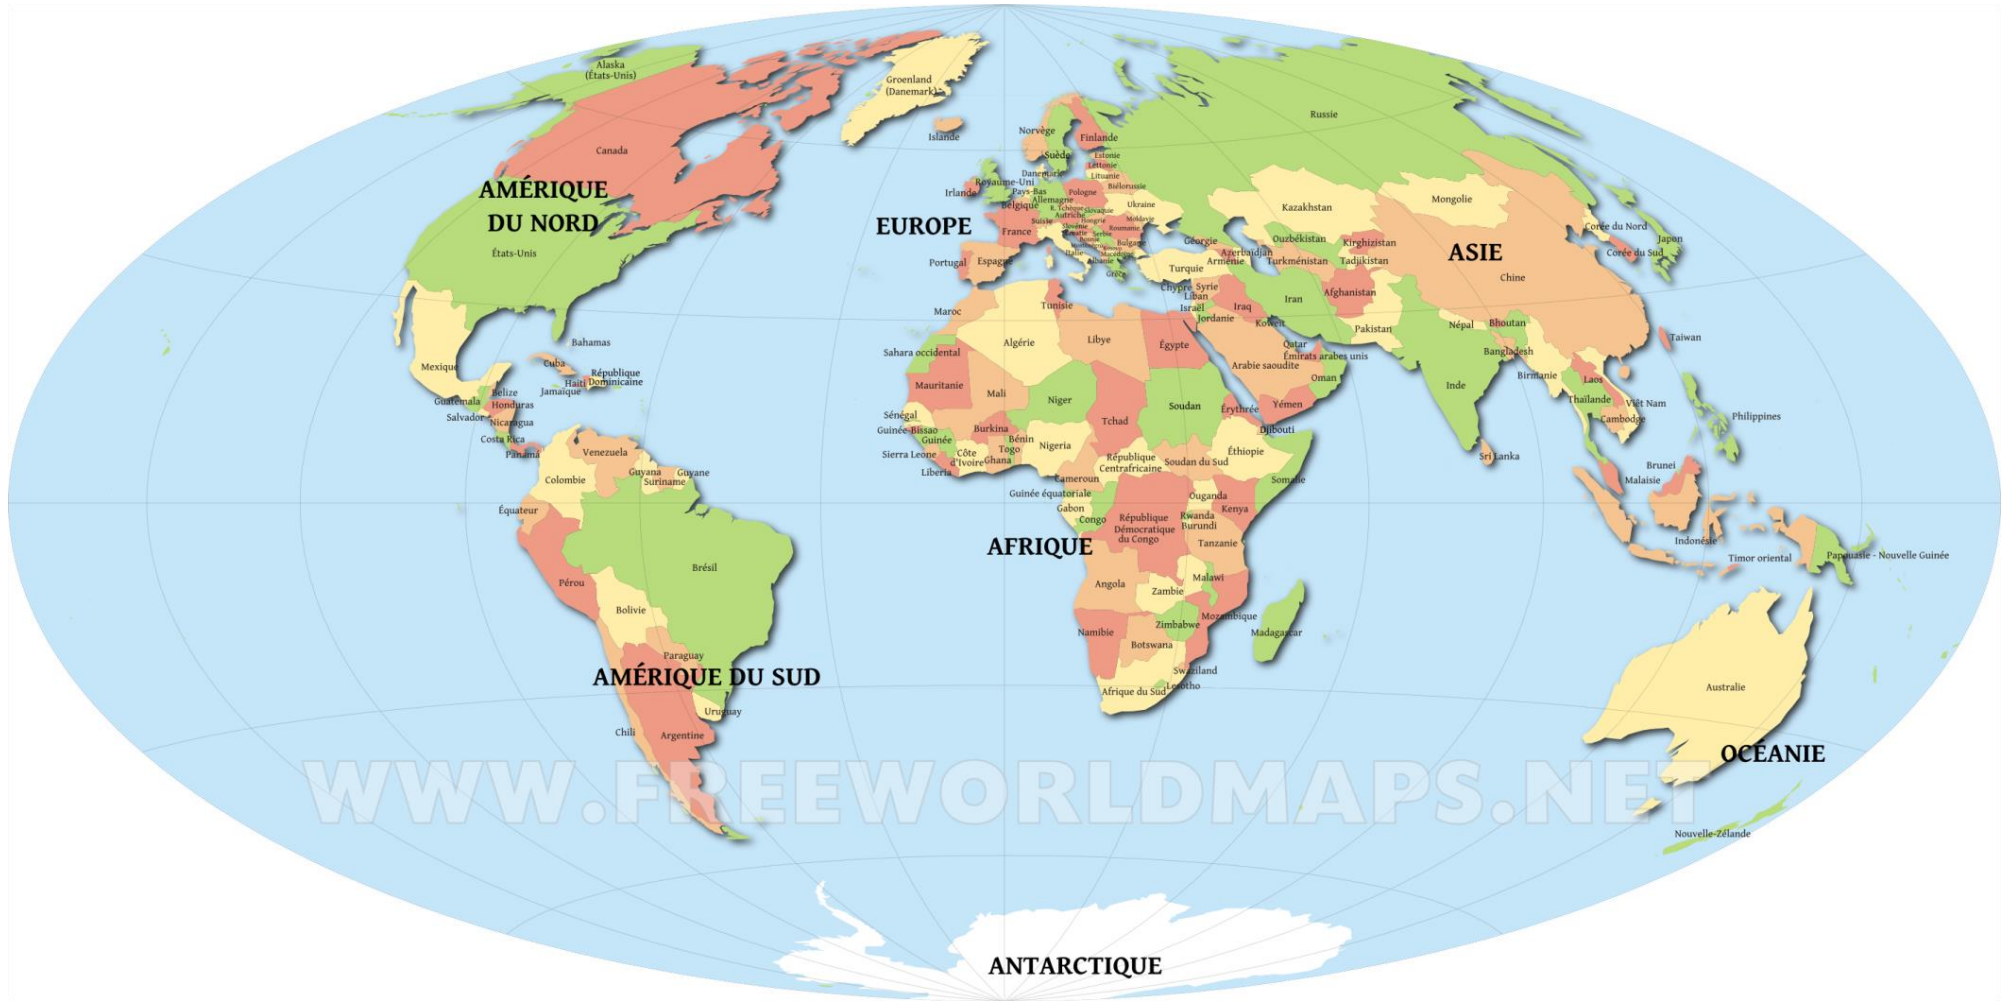 Alaska
(États-Unis)
Groenland
(Danemark)
Islande
Canada
AMÉRIQUE
DU NORD
États-Unis
Mexique
Bahamas
Cuba
Haiti
République
Dominicaine
Jamaïque
Belize
Guatemala
Honduras
Salvador
Nicaragua
Costa Rica
Panamá
Venezuela
Guyana
Guyane
Suriname
Colombie
Équateur
Brésil
Pérou
Bolivie
Paraguay
AMÉRIQUE DU SUD
Uruguay
Chili
Argentine
EUROPE
Norvège
Suède
Finlande
Estonie
Lettonie
Lituanie
Danemark
Biélorussie
Royaume-Uni
Irlande
Pays-Bas
Pologne
Allemagne
Belgique
R. Tchèque
Slovaquie
Ukraine
Autriche
Suisse
Hongrie
Moldavie
France
Slovénie
Croatie
Serbie
Roumanie
Bosnie
Bulgarie
Italie
Macédoine
Albanie
Grèce
Portugal
Espagne
Russie
Kazakhstan
Mongolie
Géorgie
Azerbaïdjan
Arménie
Ouzbékistan
Kirghizistan
Turkménistan
Tadjikistan
ASIE
Corée du Nord
Japon
Corée du Sud
Chine
Turquie
Chypre
Syrie
Liban
Israël
Jordanie
Iraq
Iran
Koweït
Afghanistan
Pakistan
Népal
Bhoutan
Bangladesh
Taiwan
Qatar
Émirats arabes unis
Arabie saoudite
Oman
Yémen
Inde
Birmanie
Laos
Thaïlande
Viêt Nam
Cambodge
Philippines
Sri Lanka
Brunei
Malaisie
Indonésie
Timor oriental
Papouasie - Nouvelle Guinée
Maroc
Tunisie
Algérie
Libye
Égypte
Sahara occidental
Mauritanie
Mali
Niger
Tchad
Soudan
Érythrée
Djibouti
Sénégal
Guinée-Bissao
Guinée
Sierra Leone
Liberia
Côte
d'Ivoire
Burkina
Ghana
Togo
Bénin
Nigeria
Cameroun
République
Centrafricaine
Soudan du Sud
Éthiopie
Somalie
Guinée équatoriale
Gabon
Congo
République
Démocratique
du Congo
Ouganda
Kenya
Rwanda
Burundi
Tanzanie
AFRIQUE
Angola
Zambie
Malawi
Mozambique
Zimbabwe
Namibie
Botswana
Madagascar
Swaziland
Lesotho
Afrique du Sud
Australie
OCÉANIE
Nouvelle-Zélande
WWW.FREEWORLDMAPS.NET
ANTARCTIQUE